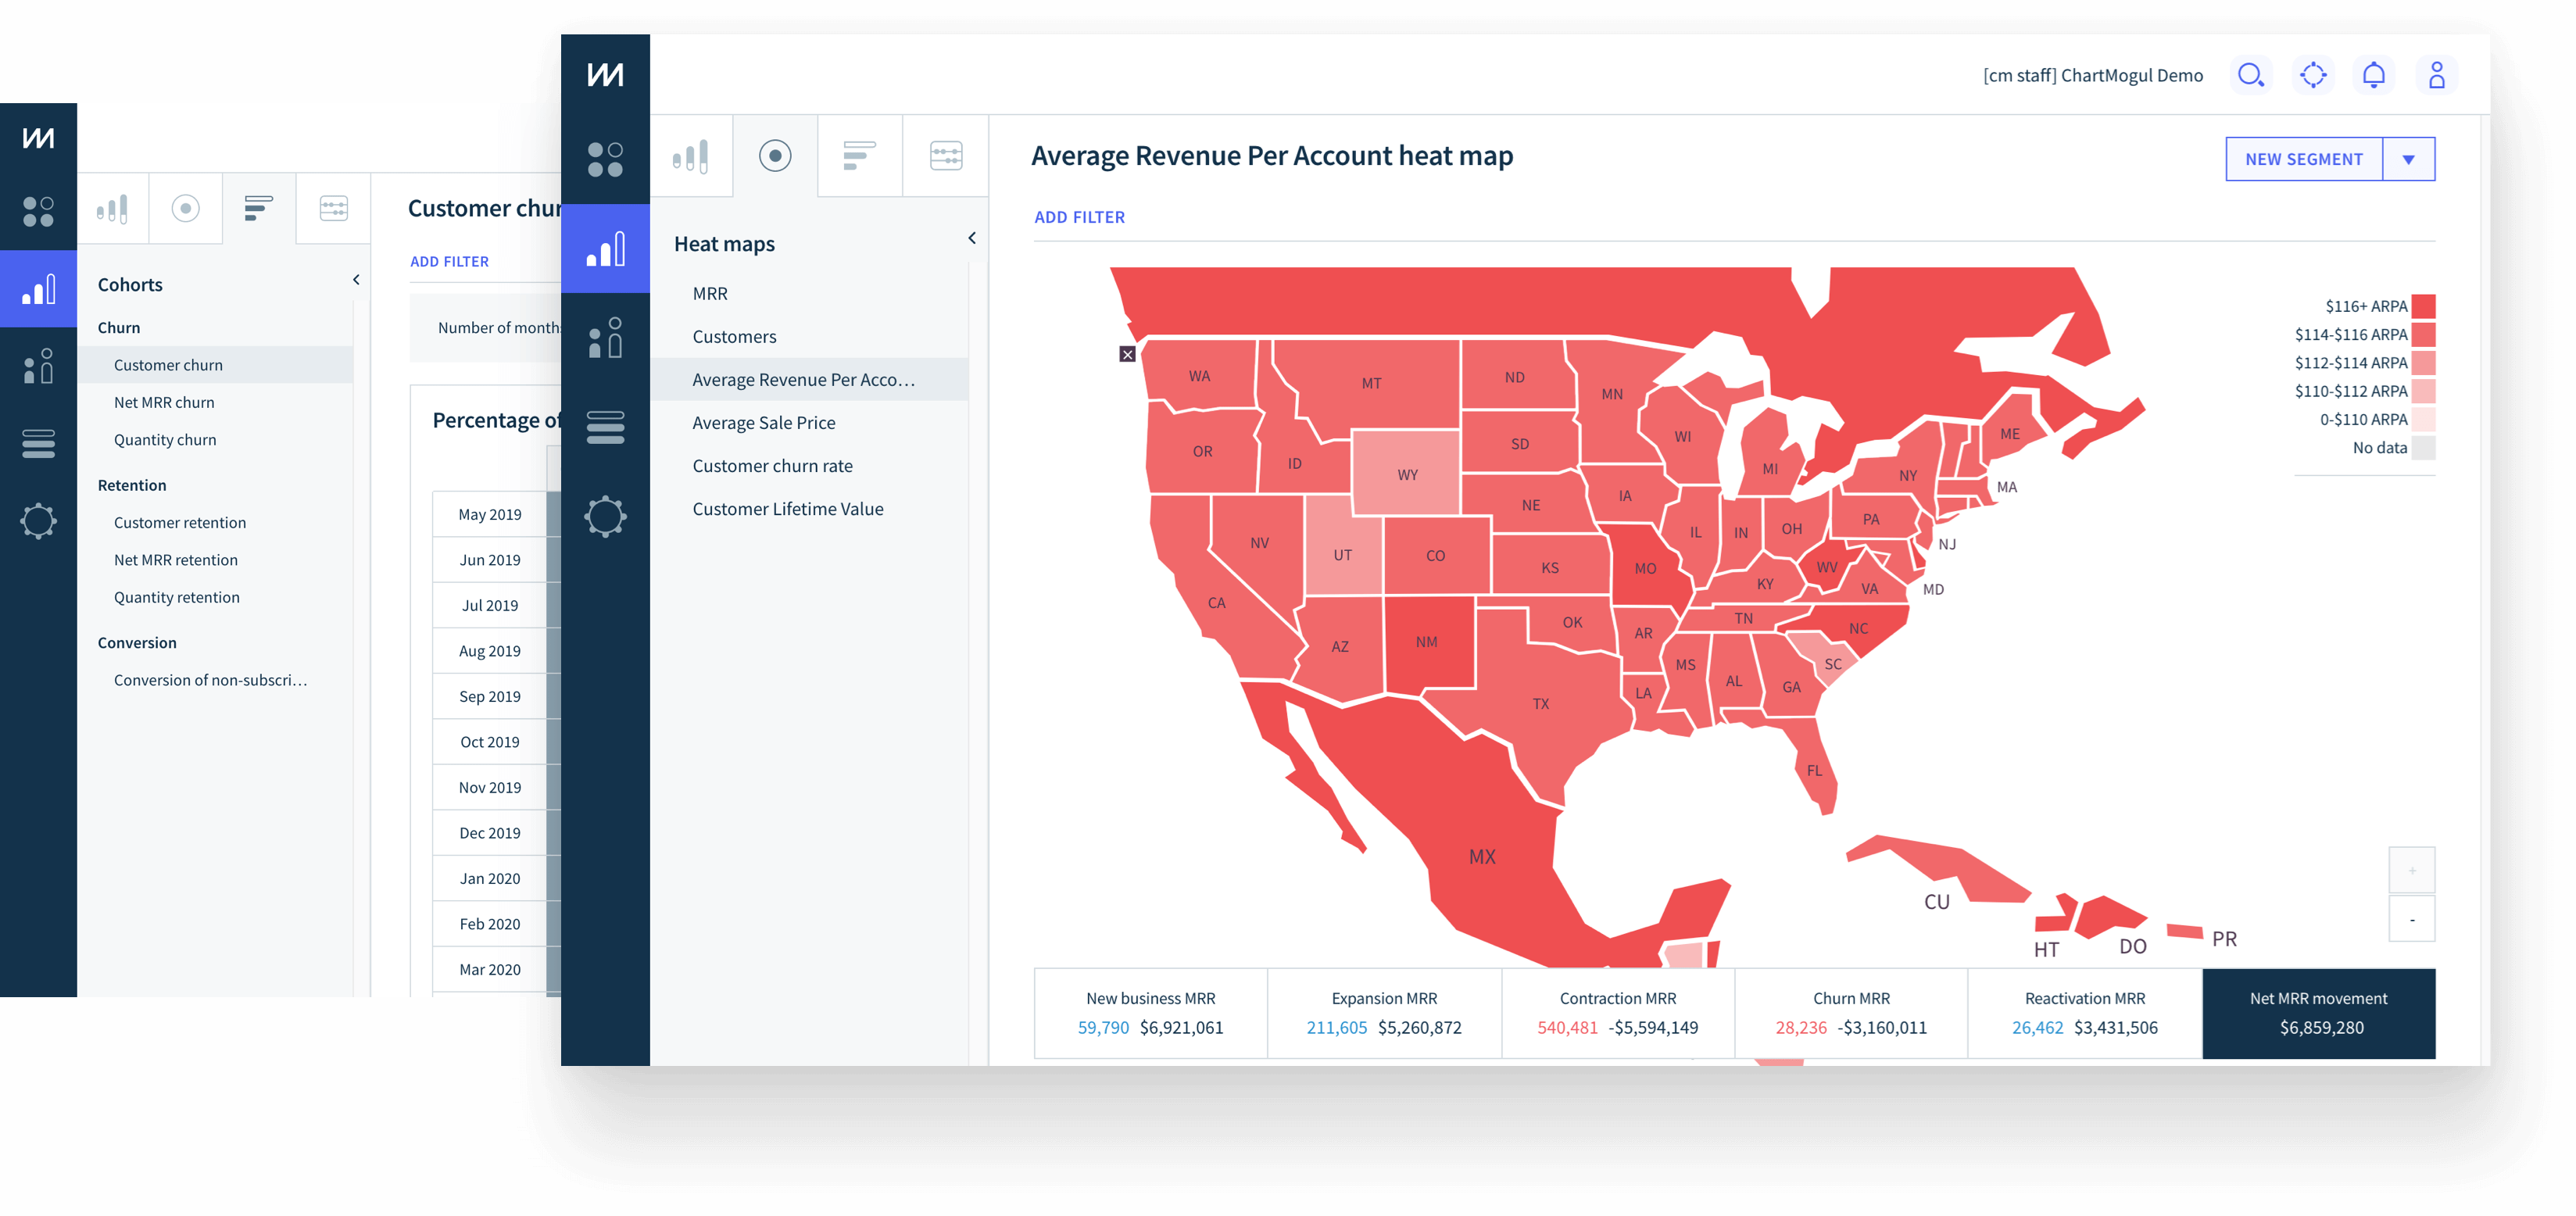 Customer chur
ADD FILTER
Number of month
Percentage of
Cohorts
Churn
Customer churn
Net MRR churn
Quantity churn
Retention
Customer retention
Net MRR retention
Quantity retention
Conversion
Conversion of non-subscri…
May 2019
Jun 2019
Jul 2019
Aug 2019
Sep 2019
Oct 2019
Nov 2019
Dec 2019
Jan 2020
Feb 2020
Mar 2020
[cm staff] ChartMogul Demo
Heat maps
MRR
Customers
Average Revenue Per Acco…
Average Sale Price
Customer churn rate
Customer Lifetime Value
Average Revenue Per Account heat map
NEW SEGMENT
ADD FILTER
$116+ ARPA
$114-$116 ARPA
$112-$114 ARPA
$110-$112 ARPA
0-$110 ARPA
No data
WA
MT
ND
MN
OR
ID
WY
SD
WI
MI
NY
ME
MA
NV
UT
CO
NE
IA
IL
IN
OH
PA
NJ
CA
KS
MO
KY
WV
VA
MD
AZ
NM
OK
AR
TN
NC
TX
LA
MS
AL
GA
SC
FL
MX
CU
HT
DO
PR
+
-
New business MRR
59,790 $6,921,061
Expansion MRR
211,605 $5,260,872
Contraction MRR
540,481 -$5,594,149
Churn MRR
28,236 -$3,160,011
Reactivation MRR
26,462 $3,431,506
Net MRR movement
$6,859,280